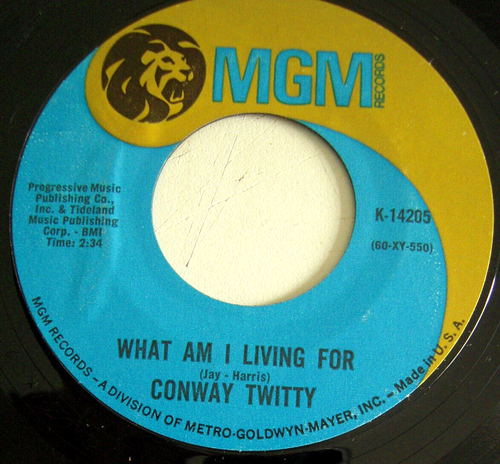 MGM
RECORDS
Progressive Music
Publishing Co.,
Inc. & Tideland
Music Publishing
Corp. - BMI
Time: 2:34
K-14205
(60-XY-550)
WHAT AM I LIVING FOR
(Jay - Harris)
CONWAY TWITTY
MGM RECORDS – A DIVISION OF METRO-GOLDWYN-MAYER, INC. – Made in U. S. A.